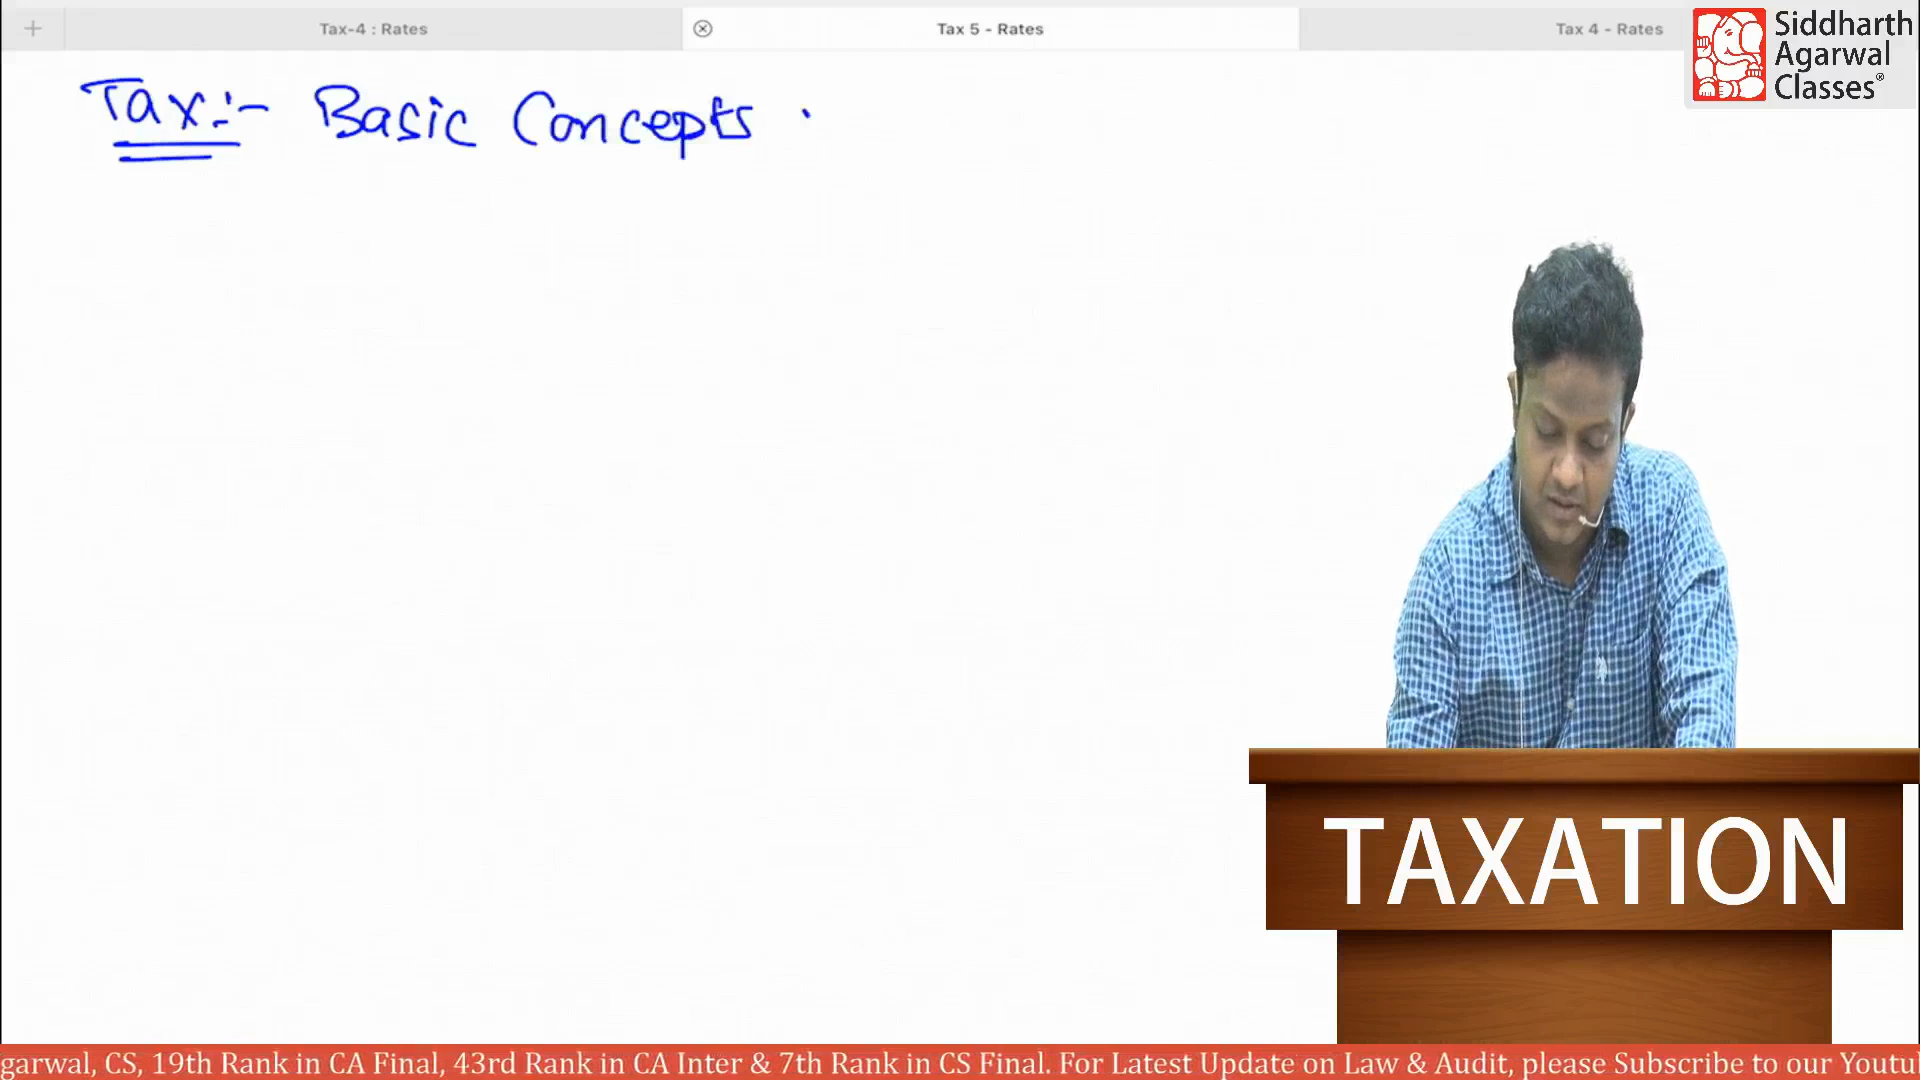 Tax-4 : Rates
Tax 5 - Rates
Tax 4 - Rates
Siddharth
Agarwal
Classes®
Tax :- Basic Concepts .
TAXATION
garwal, CS, 19th Rank in CA Final, 43rd Rank in CA Inter & 7th Rank in CS Final. For Latest Update on Law & Audit, please Subscribe to our Youtu